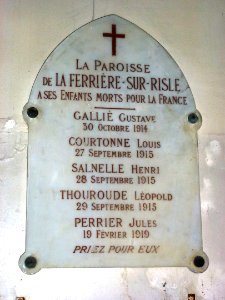 La Paroisse
de La Ferrière-sur-Risle
a ses Enfants morts pour la France
Gallié Gustave
30 Octobre 1914
Courtonne Louis
27 Septembre 1915
Salnelle Henri
28 Septembre 1915
Thouroude Léopold
29 Septembre 1915
Perrier Jules
19 Février 1919
Priez pour eux